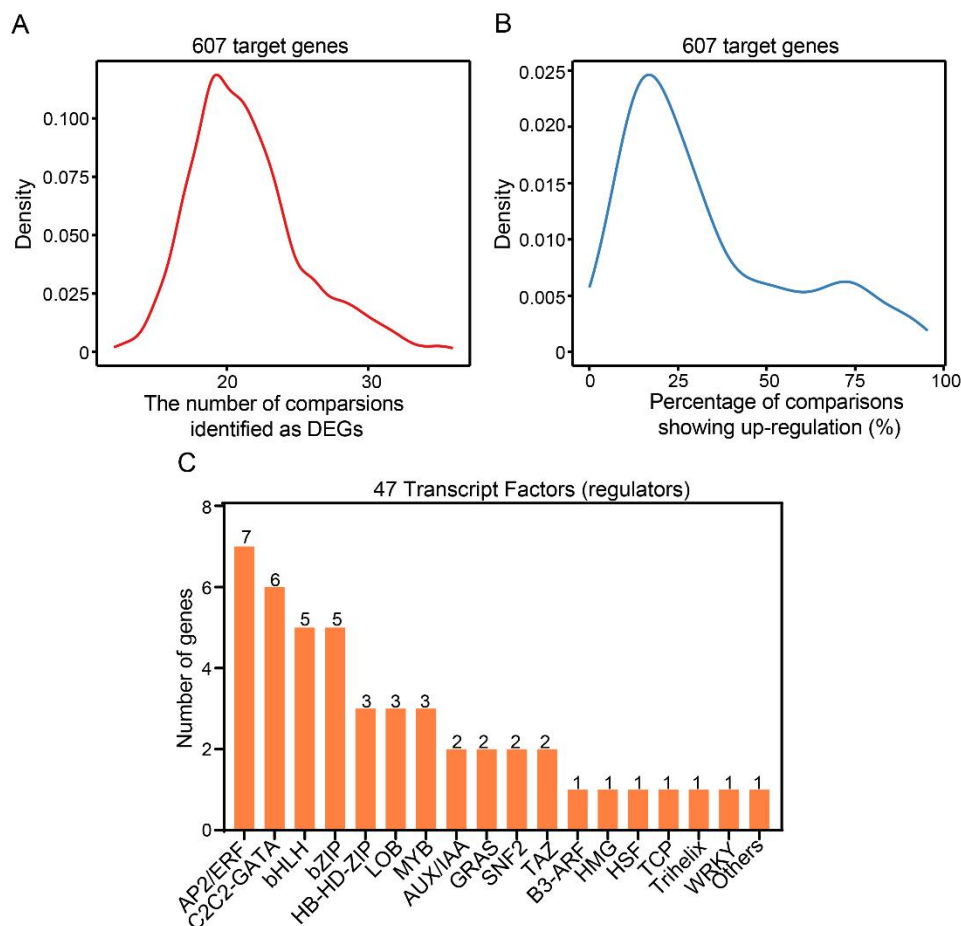 A
607 target genes
Density
0.100
0.075
0.050
0.025
0
20
30
The number of comparsions
identified as DEGs
B
607 target genes
Density
0.025
0.020
0.015
0.010
0.005
0
0
25
50
75
100
Percentage of comparisons
showing up-regulation (%)
C
47 Transcript Factors (regulators)
Number of genes
8
6
4
2
0
7
6
5
5
3
3
3
2
2
2
2
1
1
1
1
1
1
1
AP2/ERF
C2C2-GATA
bHLH
bZIP
HB-HD-ZIP
LOB
MYB
AUX/IAA
GRAS
SNF2
TAZ
B3-ARF
HMG
HSF
TCP
Trihelix
WRKY
Others